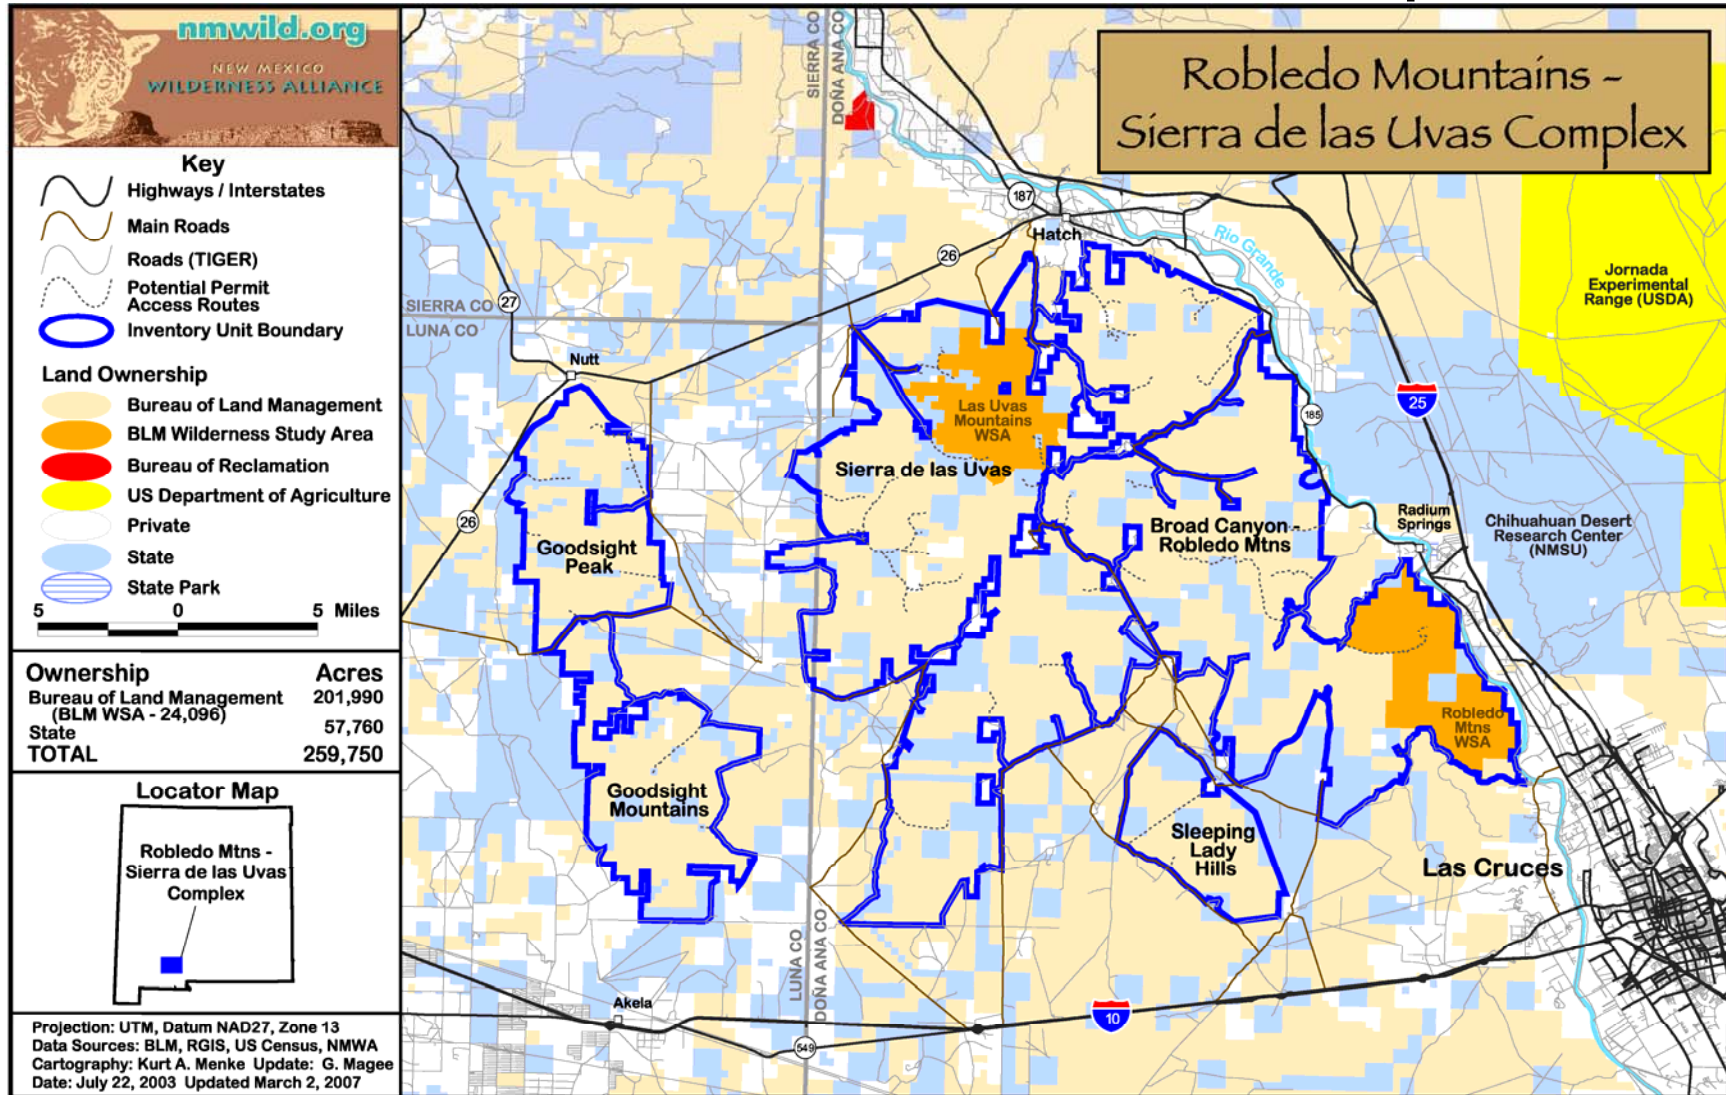 nmwild.org
NEW MEXICO
WILDERNESS ALLIANCE
Key
Highways / Interstates
Main Roads
Roads (TIGER)
Potential Permit
Access Routes
Inventory Unit Boundary
Land Ownership
Bureau of Land Management
BLM Wilderness Study Area
Bureau of Reclamation
US Department of Agriculture
Private
State
State Park
5 0 5 Miles
Ownership Acres
Bureau of Land Management 201,990
(BLM WSA - 24,096)
State 57,760
TOTAL 259,750
Locator Map
Robledo Mtns -
Sierra de las Uvas
Complex
Projection: UTM, Datum NAD27, Zone 13
Data Sources: BLM, RGIS, US Census, NMWA
Cartography: Kurt A. Menke Update: G. Magee
Date: July 22, 2003 Updated March 2, 2007
Robledo Mountains -
Sierra de las Uvas Complex
SIERRA CO
DOÑA ANA CO
187
Hatch
26
Rio Grande
Jornada
Experimental
Range (USDA)
27
SIERRA CO
LUNA CO
Nutt
25
185
Las Uvas
Mountains
WSA
Sierra de las Uvas
26
Goodsight
Peak
Broad Canyon -
Robledo Mtns
Radium
Springs
Chihuahuan Desert
Research Center
(NMSU)
Robledo
Mtns
WSA
Goodsight
Mountains
Sleeping
Lady
Hills
Las Cruces
LUNA CO
DOÑA ANA CO
Akela
10
549